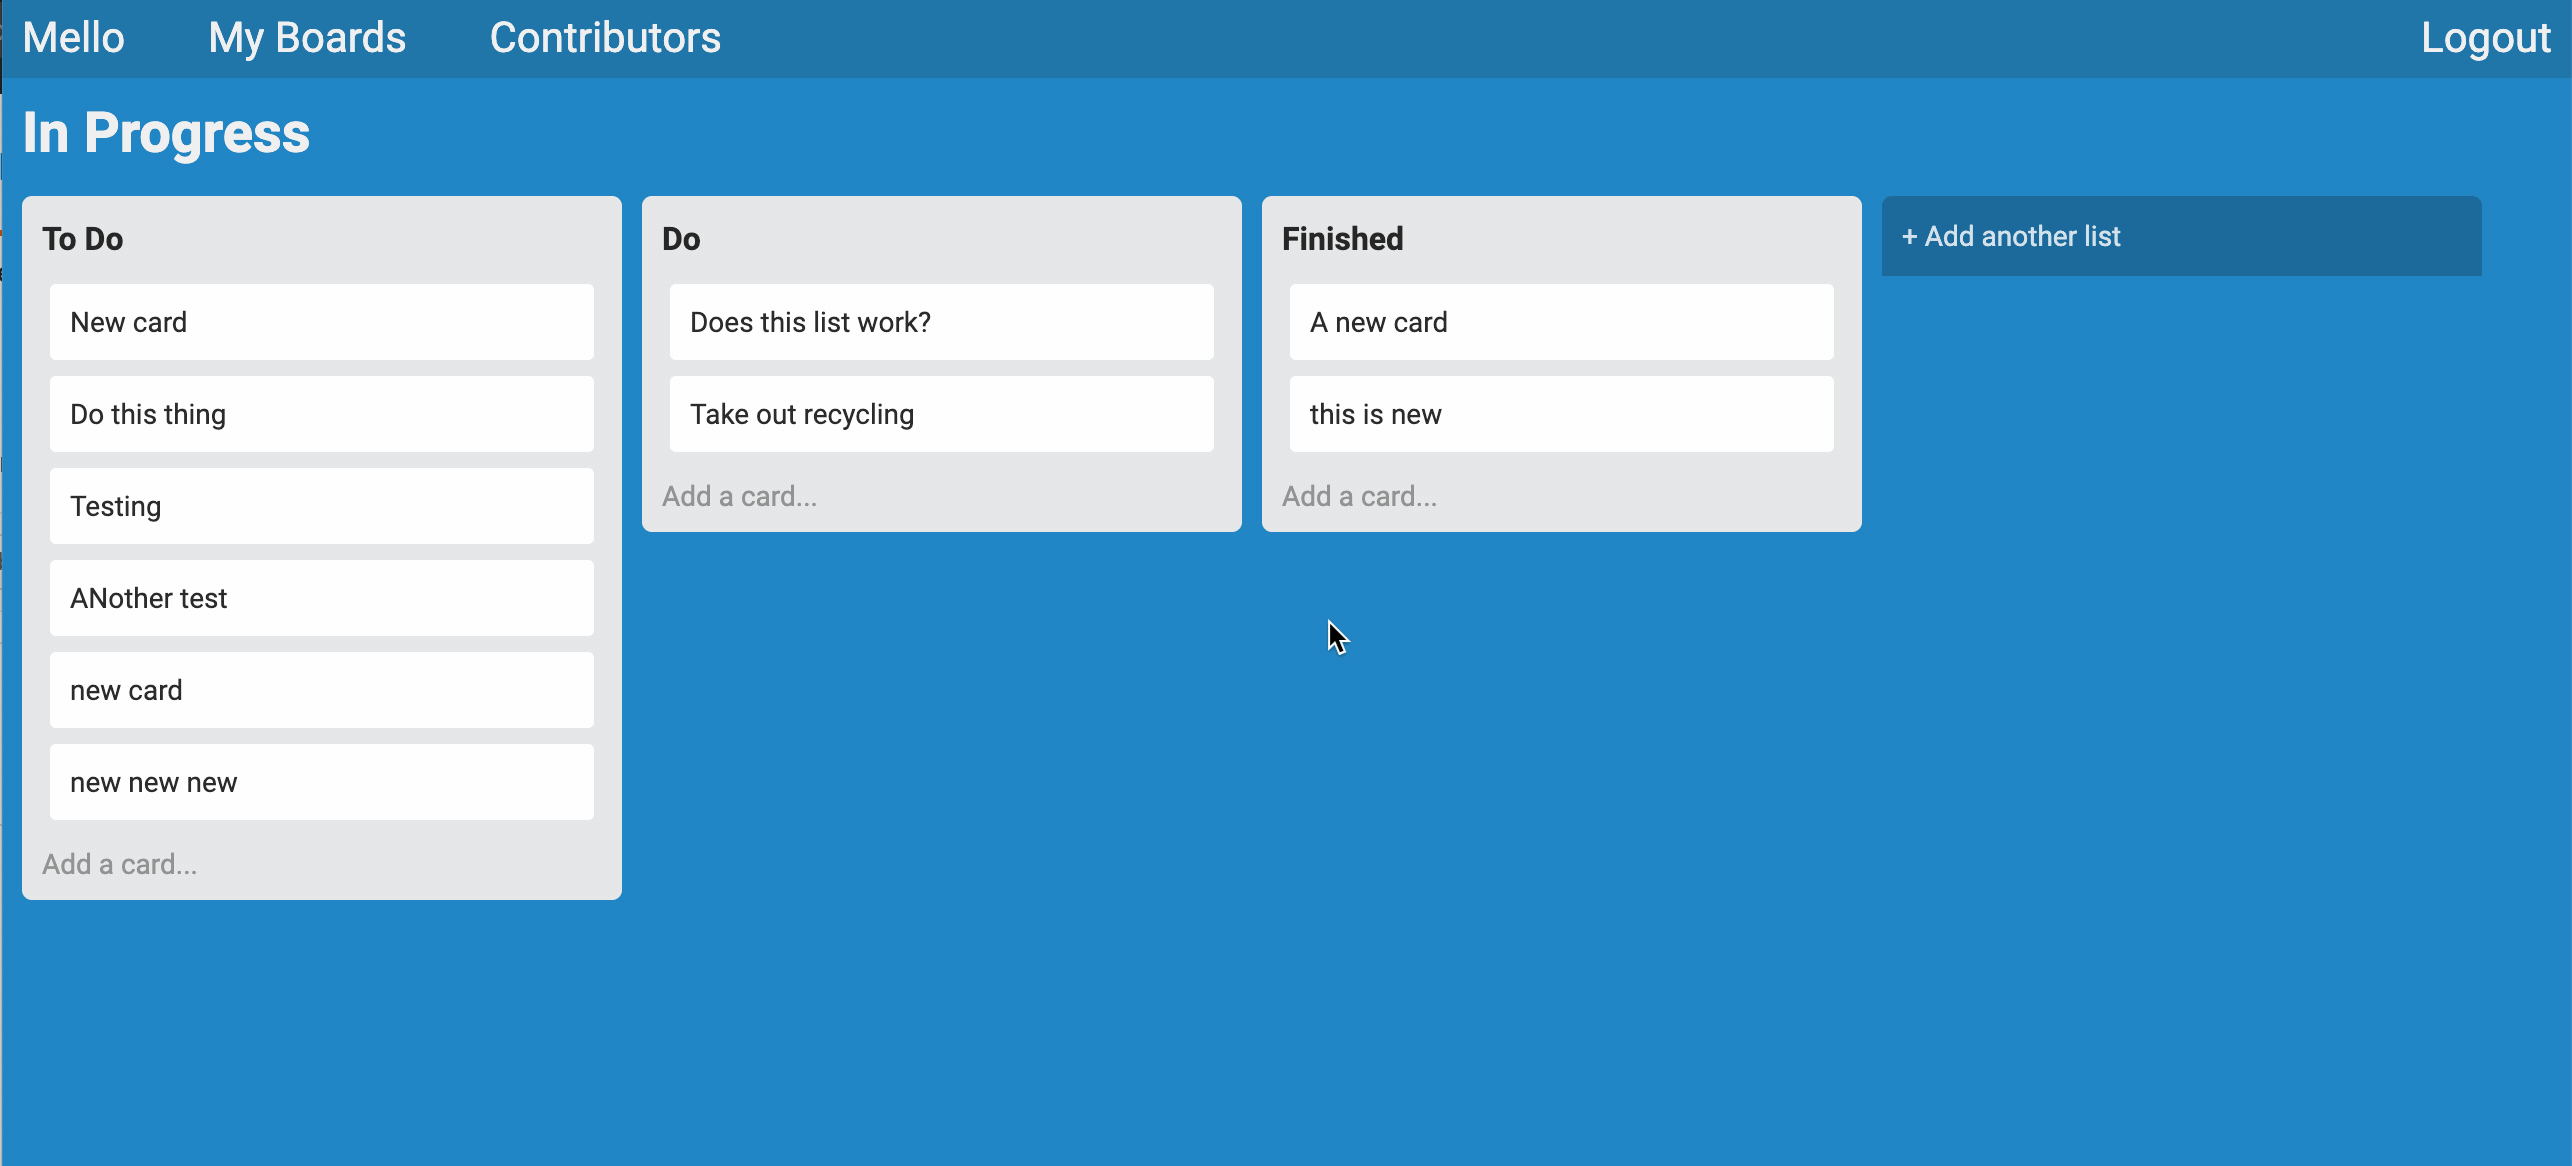 Mello
My Boards
Contributors
Logout
In Progress
To Do
New card
Do this thing
Testing
ANother test
new card
new new new
Add a card...
Do
Does this list work?
Take out recycling
Add a card...
Finished
A new card
this is new
Add a card...
+ Add another list